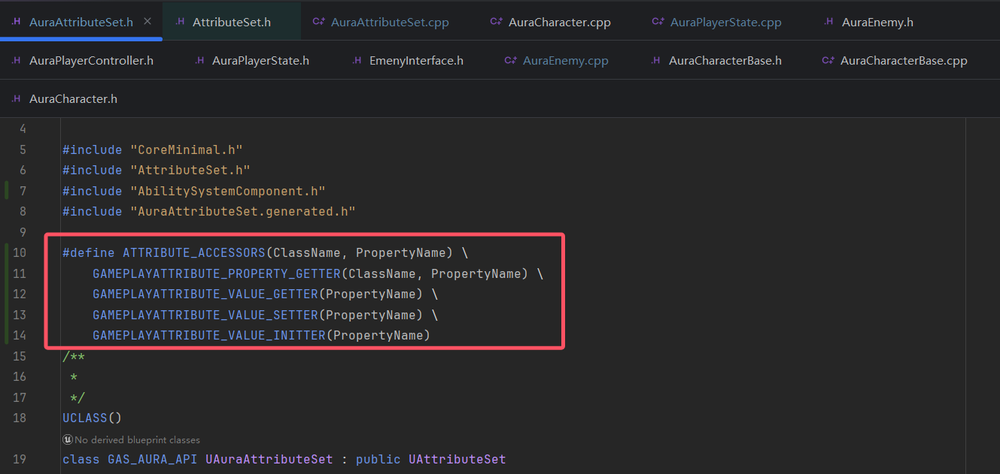 .H AuraAttributeSet.h × .H AttributeSet.h C++ AuraAttributeSet.cpp C++ AuraCharacter.cpp C++ AuraPlayerState.cpp .H AuraEnemy.h
.H AuraPlayerController.h .H AuraPlayerState.h .H EmenyInterface.h C++ AuraEnemy.cpp .H AuraCharacterBase.h C++ AuraCharacterBase.cpp
.H AuraCharacter.h
4
5 #include "CoreMinimal.h"
6 #include "AttributeSet.h"
7 #include "AbilitySystemComponent.h"
8 #include "AuraAttributeSet.generated.h"
9
10 #define ATTRIBUTE_ACCESSORS(ClassName, PropertyName) \
11 GAMEPLAYATTRIBUTE_PROPERTY_GETTER(ClassName, PropertyName) \
12 GAMEPLAYATTRIBUTE_VALUE_GETTER(PropertyName) \
13 GAMEPLAYATTRIBUTE_VALUE_SETTER(PropertyName) \
14 GAMEPLAYATTRIBUTE_VALUE_INITTER(PropertyName)
15 /**
16 *
17 */
18 UCLASS()
No derived blueprint classes
19 class GAS_AURA_API UAuraAttributeSet : public UAttributeSet